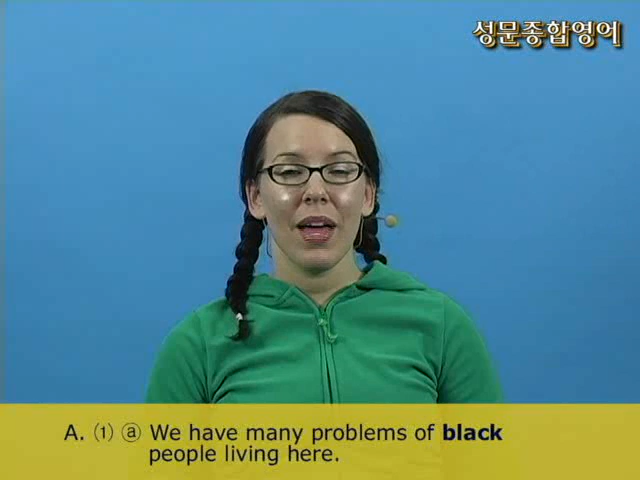 성문종합영어
A. ⑴ ⓐ We have many problems of black
people living here.